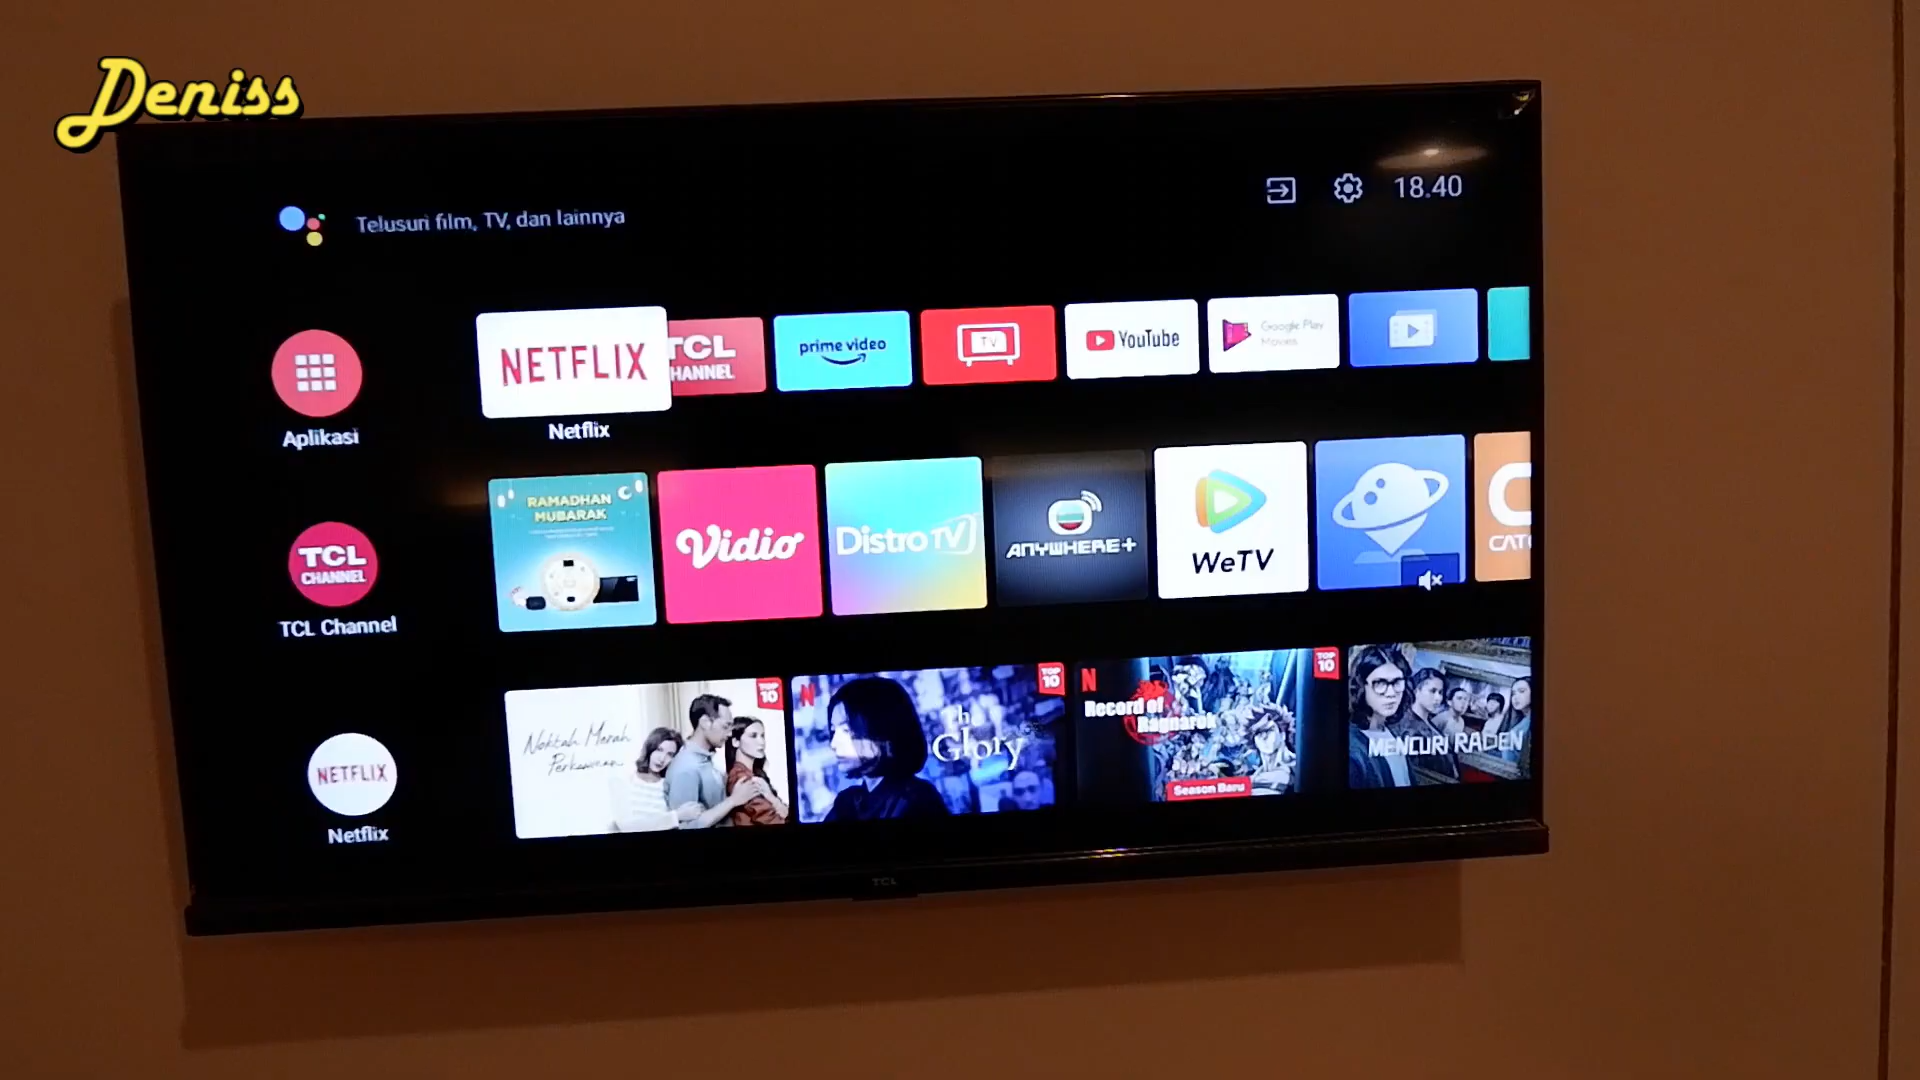 Deniss
Telusuri film, TV, dan lainnya
18.40
NETFLIX
TCL
CHANNEL
prime video
TV
YouTube
Google Play
Movies
Aplikasi
Netflix
RAMADHAN
MUBARAK
Vidio
DistroTV
ANYWHERE+
WeTV
CATC
TCL
CHANNEL
TCL Channel
TOP
10
Noktah Merah
Perkawinan
N
TOP
10
The
Glory
N
TOP
10
Record of
Ragnarok
Season Baru
MENCURI RADEN
NETFLIX
Netflix
TCL